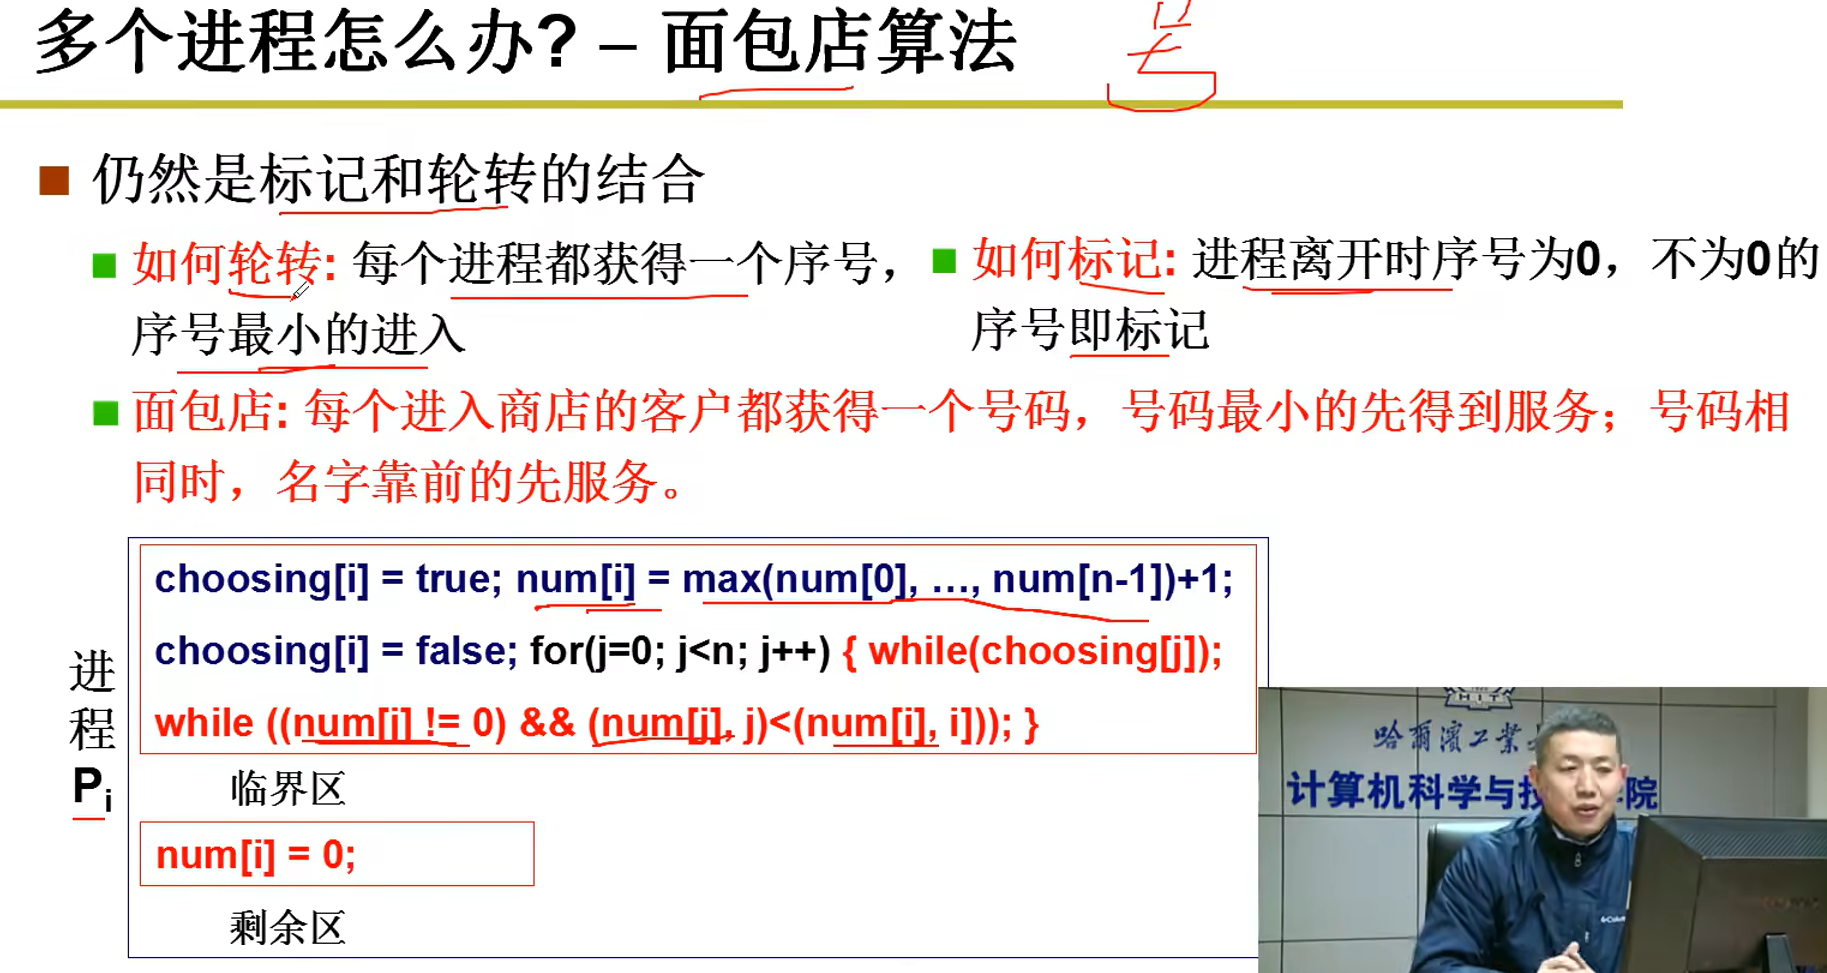 多个进程怎么办? – 面包店算法
号
仍然是标记和轮转的结合
如何轮转: 每个进程都获得一个序号，
序号最小的进入
如何标记: 进程离开时序号为0，不为0的
序号即标记
面包店: 每个进入商店的客户都获得一个号码，号码最小的先得到服务；号码相
同时，名字靠前的先服务。
进程Pi
choosing[i] = true; num[i] = max(num[0], …, num[n-1])+1;
choosing[i] = false; for(j=0; j<n; j++) { while(choosing[j]);
while ((num[j] != 0) && (num[j], j)<(num[i], i])); }
临界区
num[i] = 0;
剩余区
HIT
哈爾濱工業
计算机科学与技 院